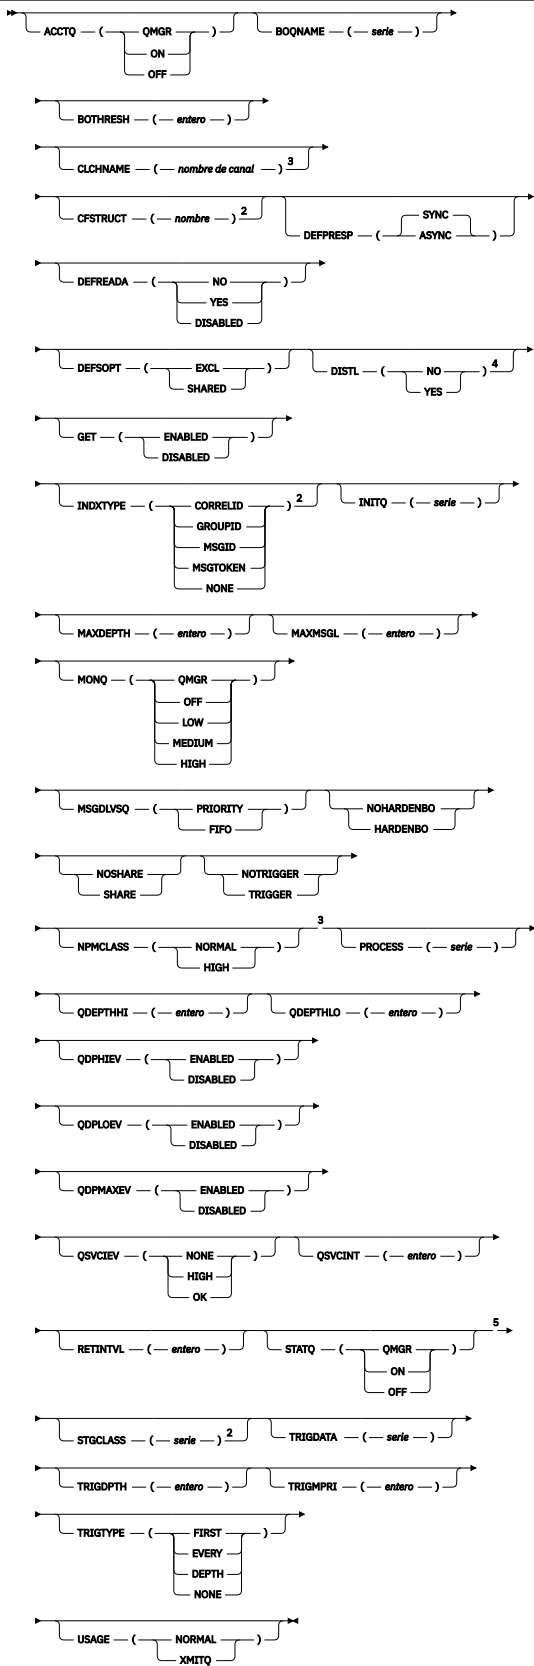 ACCTQ ( QMGR ) BOQNAME ( serie )
ON
OFF
BOTHRESH ( entero )
CLCHNAME ( nombre de canal ) 3
CFSTRUCT ( nombre ) 2 SYNC
DEFPRESP ( ASYNC )
DEFREADA ( NO )
YES
DISABLED
DEFSOPT ( EXCL ) DISTL ( NO ) 4
SHARED YES
GET ( ENABLED )
DISABLED
INDXTYPE ( CORRELID ) 2 INITQ ( serie )
GROUPID
MSGID
MSGTOKEN
NONE
MAXDEPTH ( entero ) MAXMSGL ( entero )
MONQ ( QMGR )
OFF
LOW
MEDIUM
HIGH
MSGDLVSQ ( PRIORITY ) NOHARDENBO
FIFO HARDENBO
NOSHARE NOTRIGGER
SHARE TRIGGER
NPMCLASS ( NORMAL ) 3 PROCESS ( serie )
HIGH
QDEPTHHI ( entero ) QDEPTHLO ( entero )
QDPHIEV ( ENABLED )
DISABLED
QDPLOEV ( ENABLED )
DISABLED
QDPMAXEV ( ENABLED )
DISABLED
QSVCIEV ( NONE ) QSVCINT ( entero )
HIGH
OK
RETINTVL ( entero ) STATQ ( QMGR ) 5
ON
OFF
STGCLASS ( serie ) 2 TRIGDATA ( serie )
TRIGDPTH ( entero ) TRIGMPRI ( entero )
TRIGTYPE ( FIRST )
EVERY
DEPTH
NONE
USAGE ( NORMAL )
XMITQ